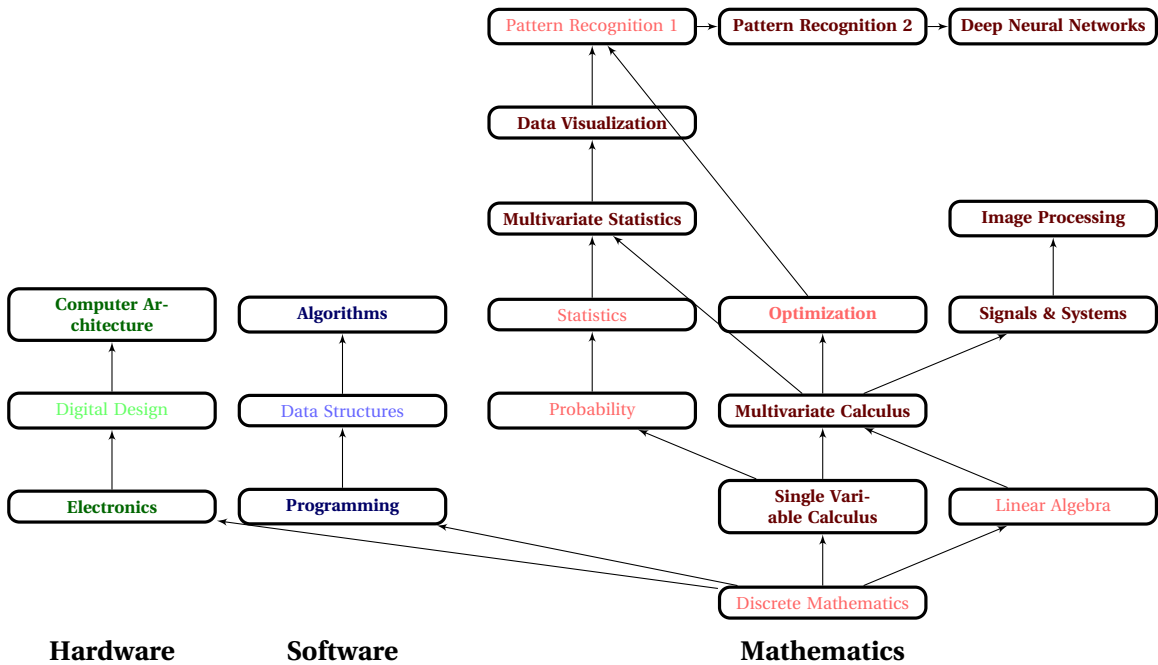 Pattern Recognition 1
Pattern Recognition 2
Deep Neural Networks
Data Visualization
Multivariate Statistics
Image Processing
Computer Ar-
chitecture
Algorithms
Statistics
Optimization
Signals & Systems
Digital Design
Data Structures
Probability
Multivariate Calculus
Electronics
Programming
Single Vari-
able Calculus
Linear Algebra
Discrete Mathematics
Hardware
Software
Mathematics